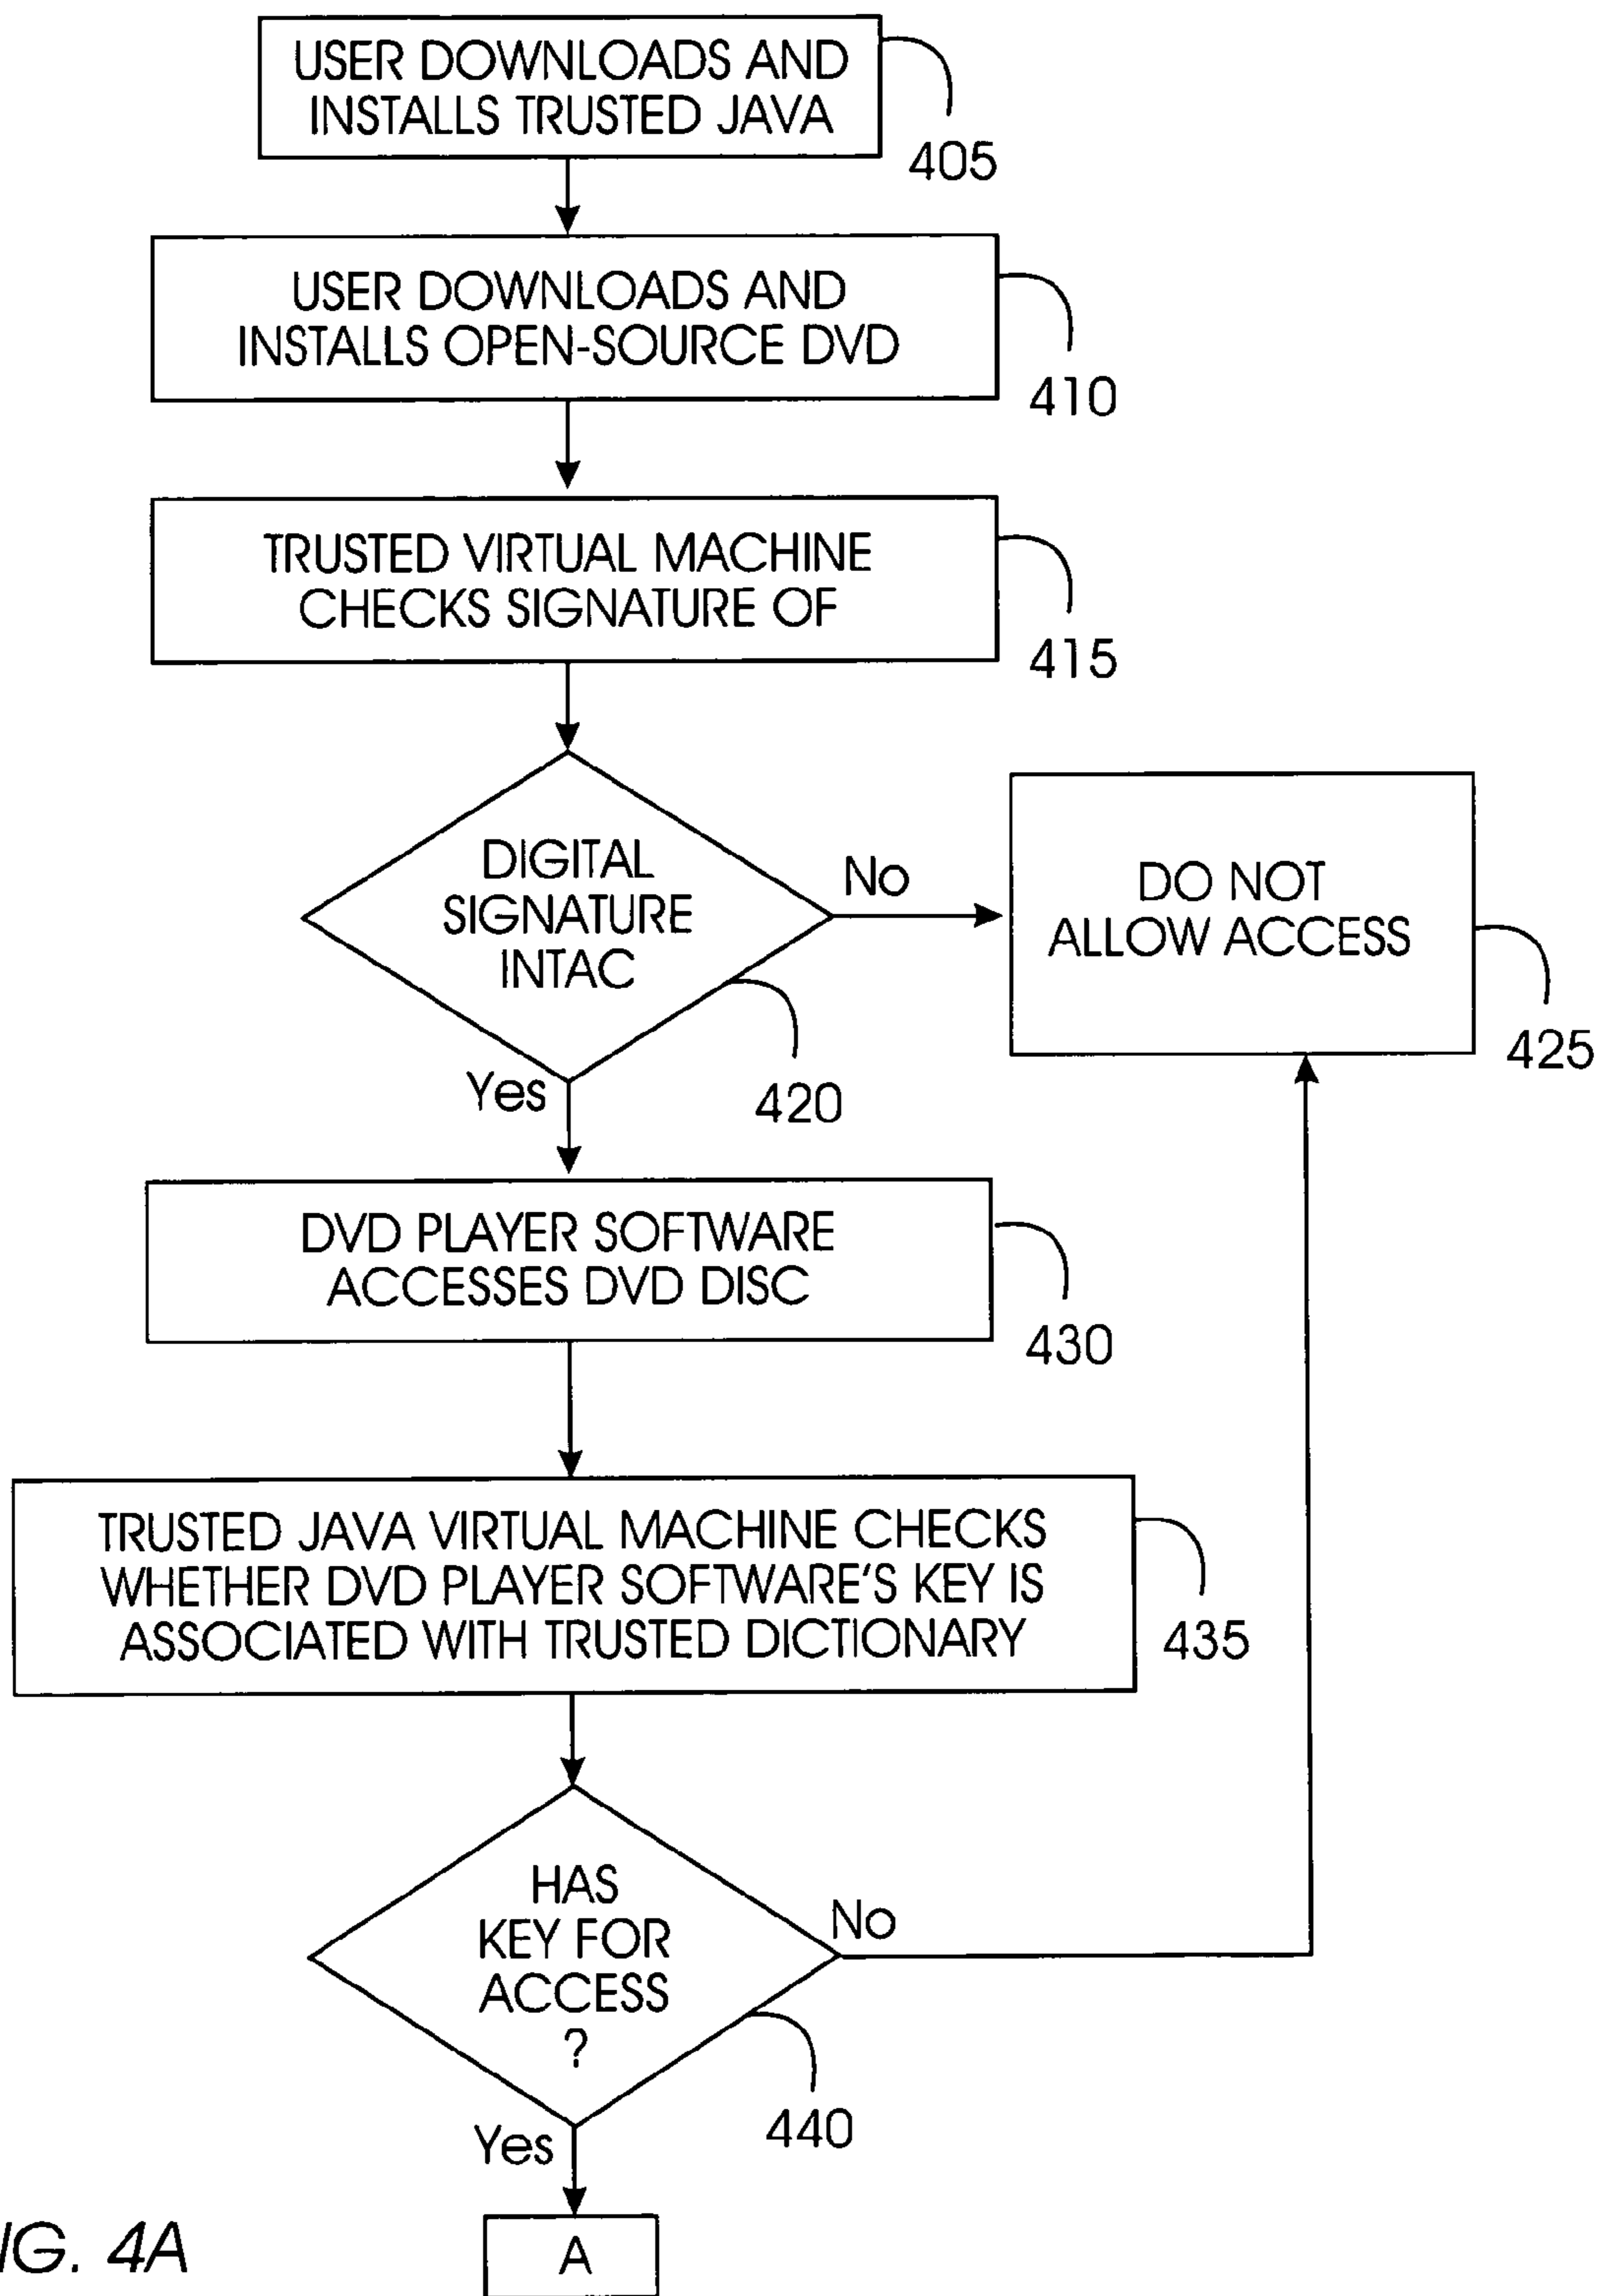 USER DOWNLOADS AND
INSTALLS TRUSTED JAVA
405
USER DOWNLOADS AND
INSTALLS OPEN-SOURCE DVD
410
TRUSTED VIRTUAL MACHINE
CHECKS SIGNATURE OF
415
DIGITAL
SIGNATURE
INTAC
No
DO NOT
ALLOW ACCESS
425
Yes
420
DVD PLAYER SOFTWARE
ACCESSES DVD DISC
430
TRUSTED JAVA VIRTUAL MACHINE CHECKS
WHETHER DVD PLAYER SOFTWARE'S KEY IS
ASSOCIATED WITH TRUSTED DICTIONARY
435
HAS
KEY FOR
ACCESS
?
No
440
Yes
A
IG. 4A